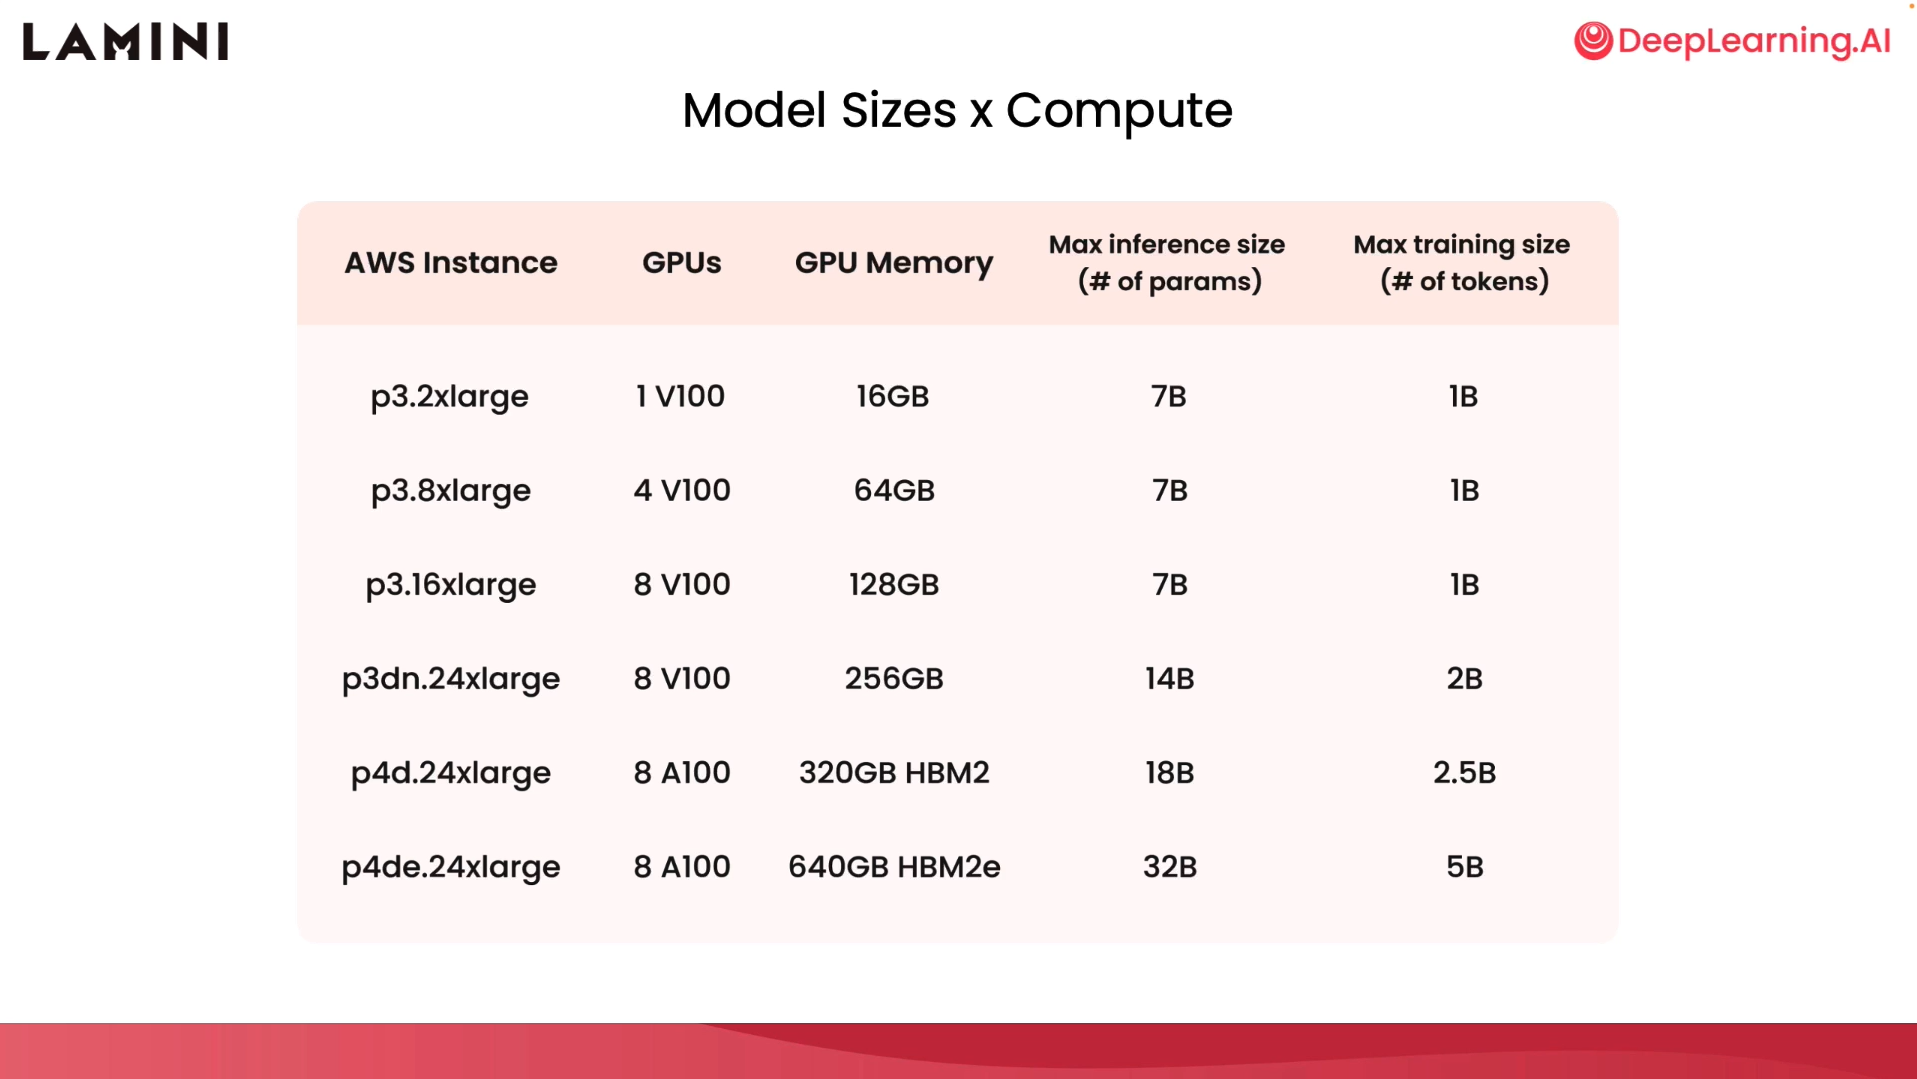 LAMINI
DeepLearning.AI
Model Sizes x Compute
AWS Instance GPUs GPU Memory Max inference size (# of params) Max training size (# of tokens)
p3.2xlarge 1 V100 16GB 7B 1B
p3.8xlarge 4 V100 64GB 7B 1B
p3.16xlarge 8 V100 128GB 7B 1B
p3dn.24xlarge 8 V100 256GB 14B 2B
p4d.24xlarge 8 A100 320GB HBM2 18B 2.5B
p4de.24xlarge 8 A100 640GB HBM2e 32B 5B